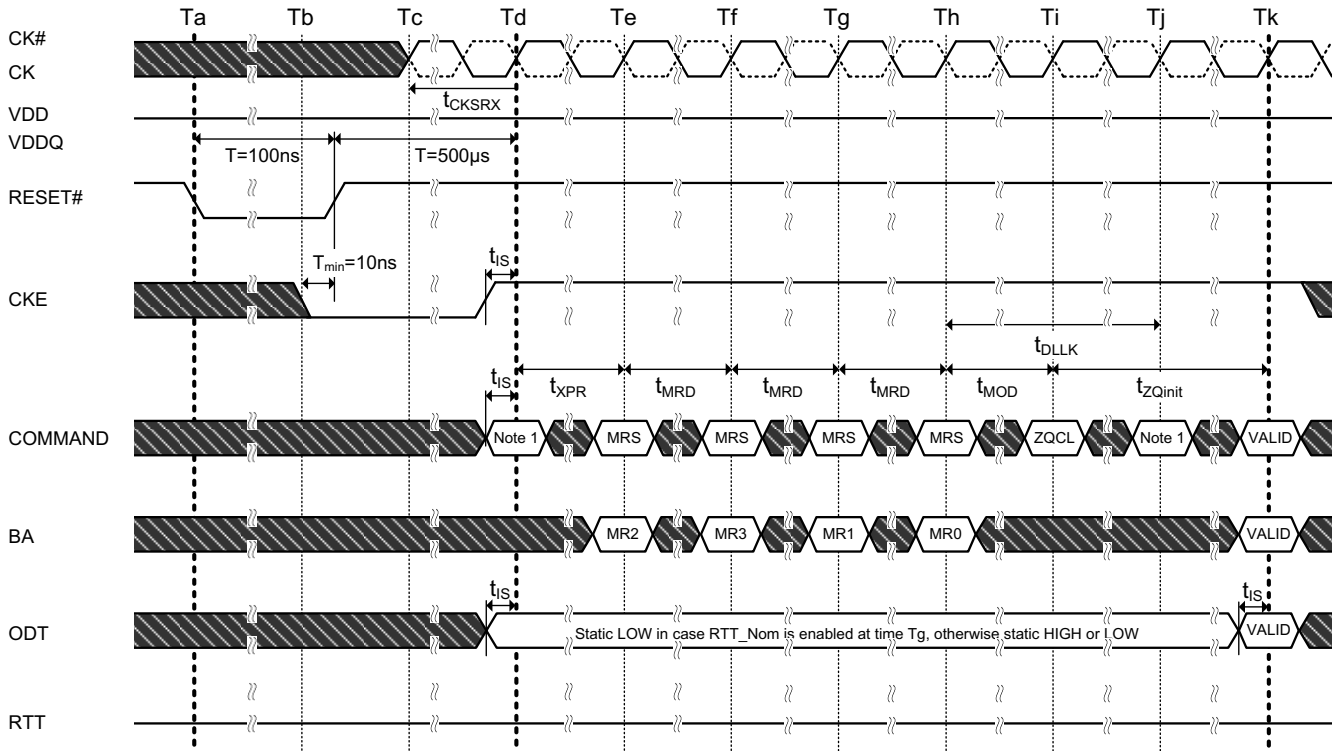 Ta Tb Tc Td Te Tf Tg Th Ti Tj Tk
CK#
CK
tCKSRX
VDD
VDDQ
T=100ns T=500µs
RESET#
Tmin=10ns tIS
CKE
tDLLK
tIS tXPR tMRD tMRD tMRD tMOD tZQinit
COMMAND Note 1 MRS MRS MRS MRS ZQCL Note 1 VALID
BA MR2 MR3 MR1 MR0 VALID
tIS tIS
ODT Static LOW in case RTT_Nom is enabled at time Tg, otherwise static HIGH or LOW VALID
RTT